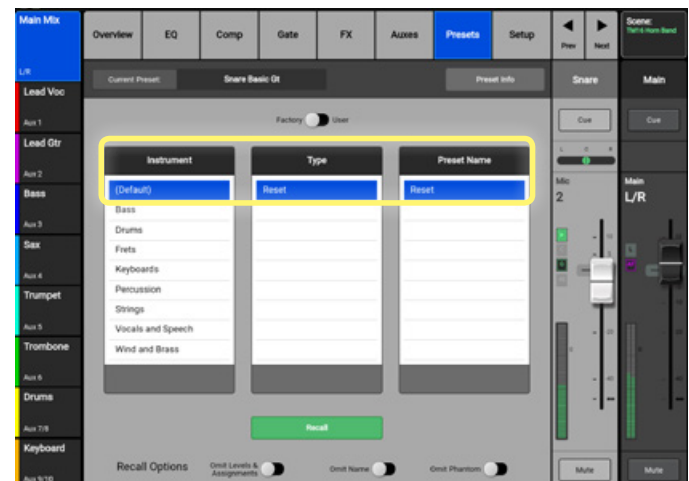 Main Mix
L/R
Lead Voc
Aux 1
Lead Gtr
Aux 2
Bass
Aux 3
Sax
Aux 4
Trumpet
Aux 5
Trombone
Aux 6
Drums
Aux 7/8
Keyboard
Aux 9/10
Overview EQ Comp Gate FX Auxes Presets Setup
Prev Next
Scene:
TM16 Horn Band
Current Preset: Snare Basic Gt Preset Info
Snare Main
Factory User
Cue Cue
L R
Instrument Type Preset Name
(Default) Reset Reset
Bass
Drums
Frets
Keyboards
Percussion
Strings
Vocals and Speech
Wind and Brass
Mic
2
Main
L/R
Recall
Recall Options
Omit Levels &
Assignments
Omit Name Omit Phantom
Mute Mute